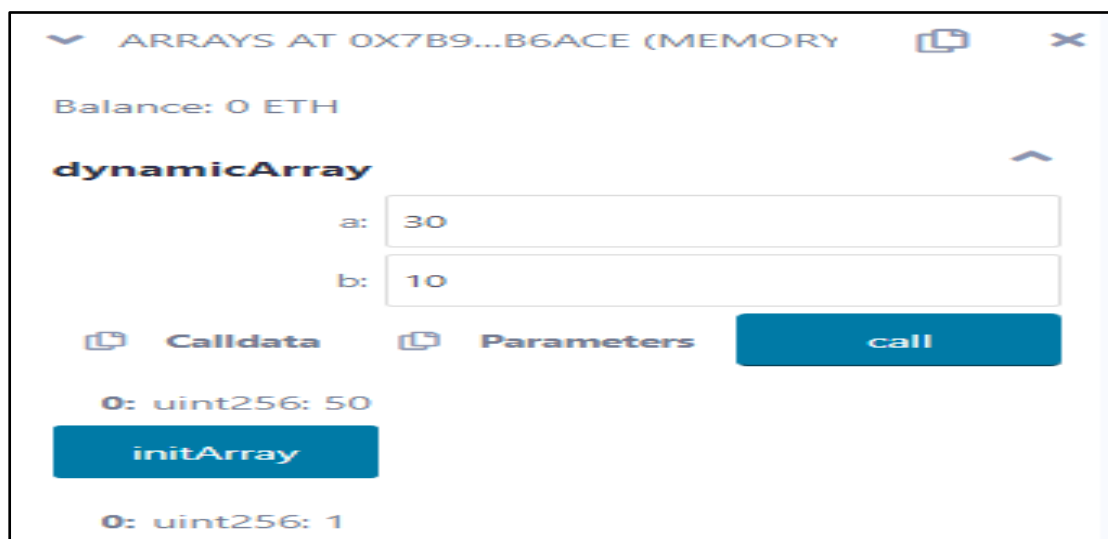 ARRAYS AT 0X7B9...B6ACE (MEMORY
Balance: 0 ETH
dynamicArray
a: 30
b: 10
Calldata Parameters call
0: uint256: 50
initArray
0: uint256: 1